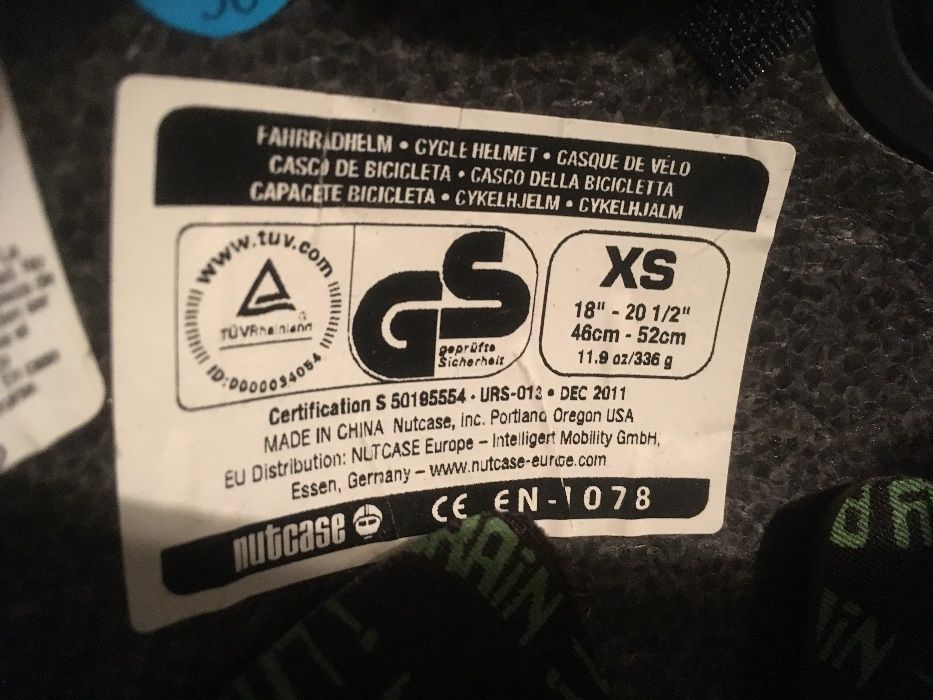 FAHRRADHELM • CYCLE HELMET • CASQUE DE VÉLO
CASCO DE BICICLETA • CASCO DELLA BICICLETTA
CAPACETE BICICLETA • CYKELHJELM • CYKELHJÄLM
www.tuv.com
TÜVRheinland
ID:0000034054
GS
geprüfte
Sicherheit
XS
18" - 20 1/2"
46cm - 52cm
11.9 oz/336 g
Certification S 50195554 • URS-013 • DEC 2011
MADE IN CHINA Nutcase, Inc. Portland Oregon USA
EU Distribution: NUTCASE Europe – Intelligent Mobility GmbH,
Essen, Germany – www.nutcase-europe.com
nutcase CE EN-1078